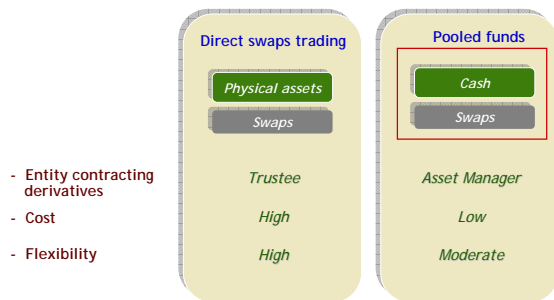 Direct swaps trading
Pooled funds
Physical assets
Cash
Swaps
Swaps
- Entity contracting derivatives
Trustee
Asset Manager
- Cost
High
Low
- Flexibility
High
Moderate